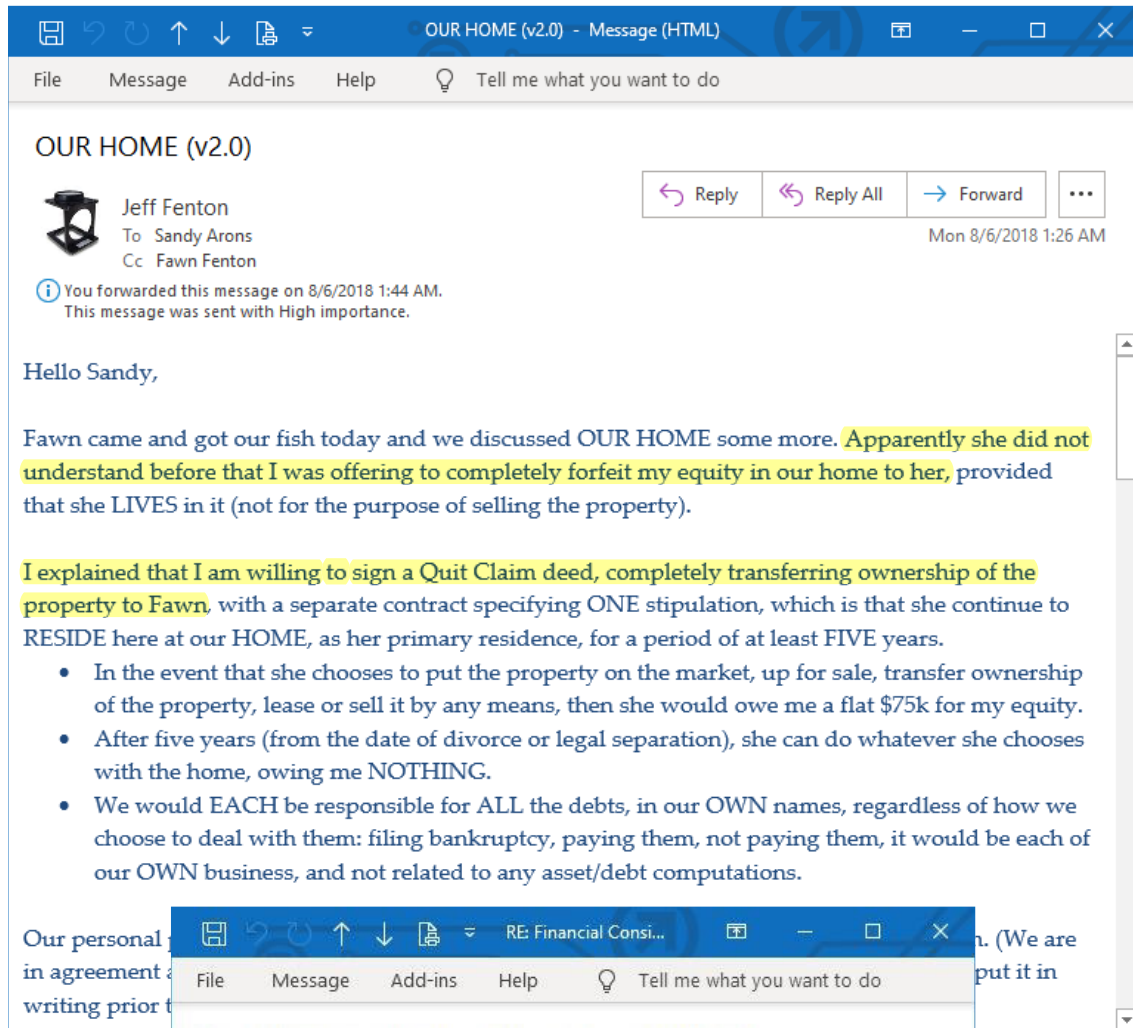 OUR HOME (v2.0) - Message (HTML)
File Message Add-ins Help Tell me what you want to do
OUR HOME (v2.0)
Reply Reply All Forward
Jeff Fenton
To Sandy Arons
Mon 8/6/2018 1:26 AM
Cc Fawn Fenton
You forwarded this message on 8/6/2018 1:44 AM.
This message was sent with High importance.
Hello Sandy,
Fawn came and got our fish today and we discussed OUR HOME some more. Apparently she did not
understand before that I was offering to completely forfeit my equity in our home to her, provided
that she LIVES in it (not for the purpose of selling the property).
I explained that I am willing to sign a Quit Claim deed, completely transferring ownership of the
property to Fawn, with a separate contract specifying ONE stipulation, which is that she continue to
RESIDE here at our HOME, as her primary residence, for a period of at least FIVE years.
• In the event that she chooses to put the property on the market, up for sale, transfer ownership
of the property, lease or sell it by any means, then she would owe me a flat $75k for my equity.
• After five years (from the date of divorce or legal separation), she can do whatever she chooses
with the home, owing me NOTHING.
• We would EACH be responsible for ALL the debts, in our OWN names, regardless of how we
choose to deal with them: filing bankruptcy, paying them, not paying them, it would be each of
our OWN business, and not related to any asset/debt computations.
RE: Financial Consi...
Our personal
(We are
in agreement
File Message Add-ins Help Tell me what you want to do
put it in
writing prior